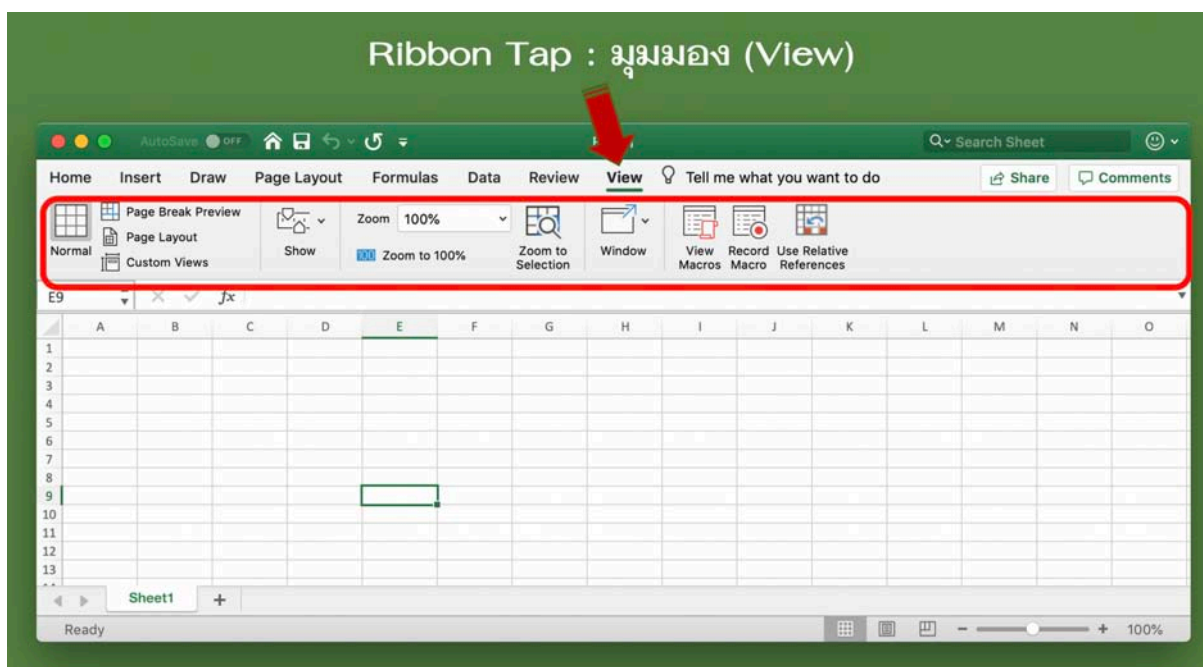 Ribbon Tap : มุมมอง (View)
AutoSave OFF
Search Sheet
Home Insert Draw Page Layout Formulas Data Review View Tell me what you want to do Share Comments
Normal
Page Break Preview
Page Layout
Custom Views
Show
Zoom 100%
100 Zoom to 100%
Zoom to
Selection
Window
View
Macros
Record
Macro
Use Relative
References
E9 fx
A B C D E F G H I J K L M N O
1
2
3
4
5
6
7
8
9
10
11
12
13
Sheet1 +
Ready - + 100%